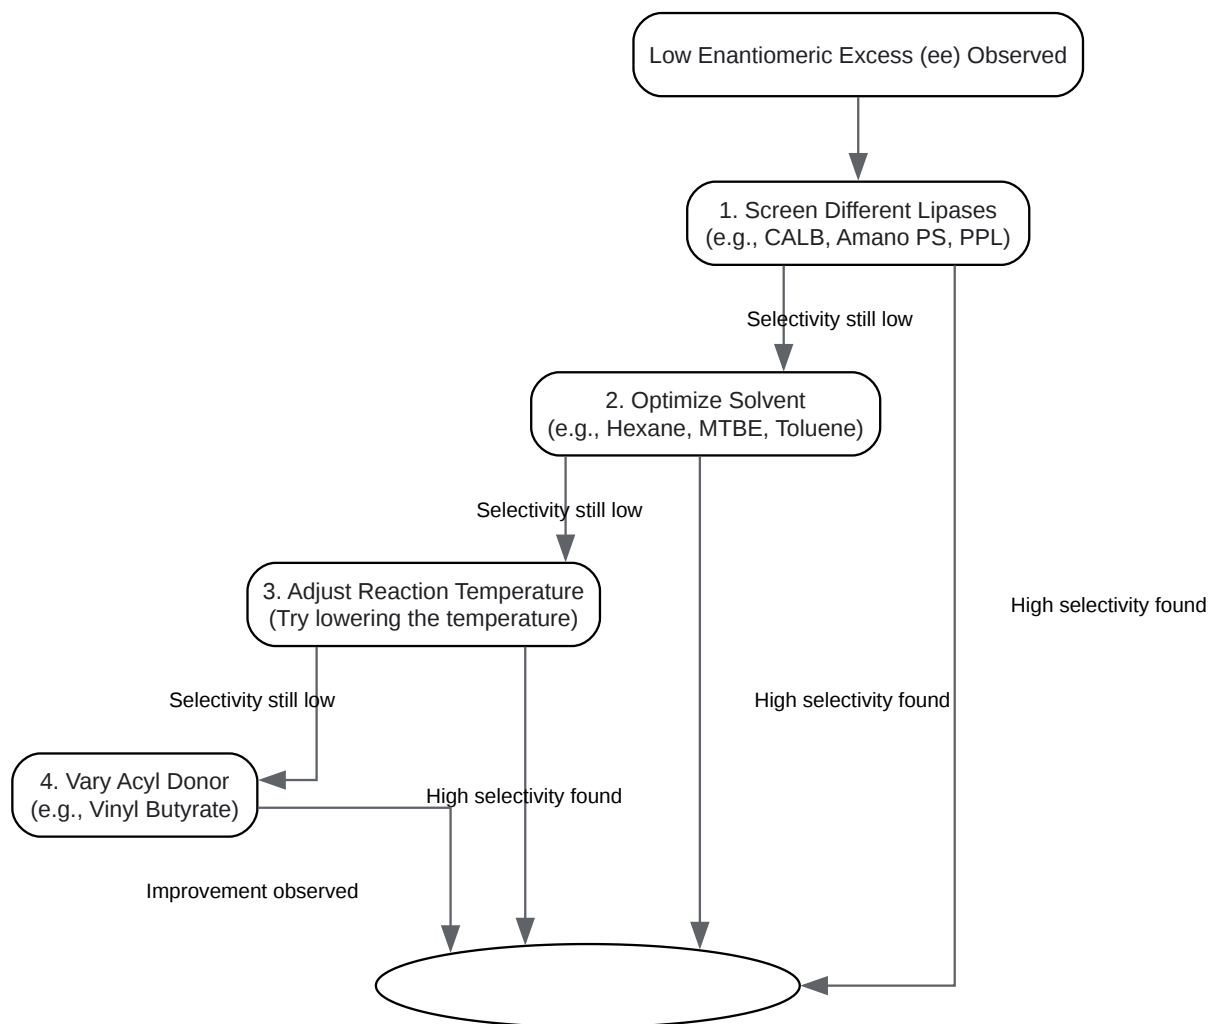 Low Enantiomeric Excess (ee) Observed
1. Screen Different Lipases
(e.g., CALB, Amano PS, PPL)
Selectivity still low
2. Optimize Solvent
(e.g., Hexane, MTBE, Toluene)
Selectivity still low
3. Adjust Reaction Temperature
(Try lowering the temperature)
High selectivity found
Selectivity still low
High selectivity found
4. Vary Acyl Donor
(e.g., Vinyl Butyrate)
High selectivity found
Improvement observed